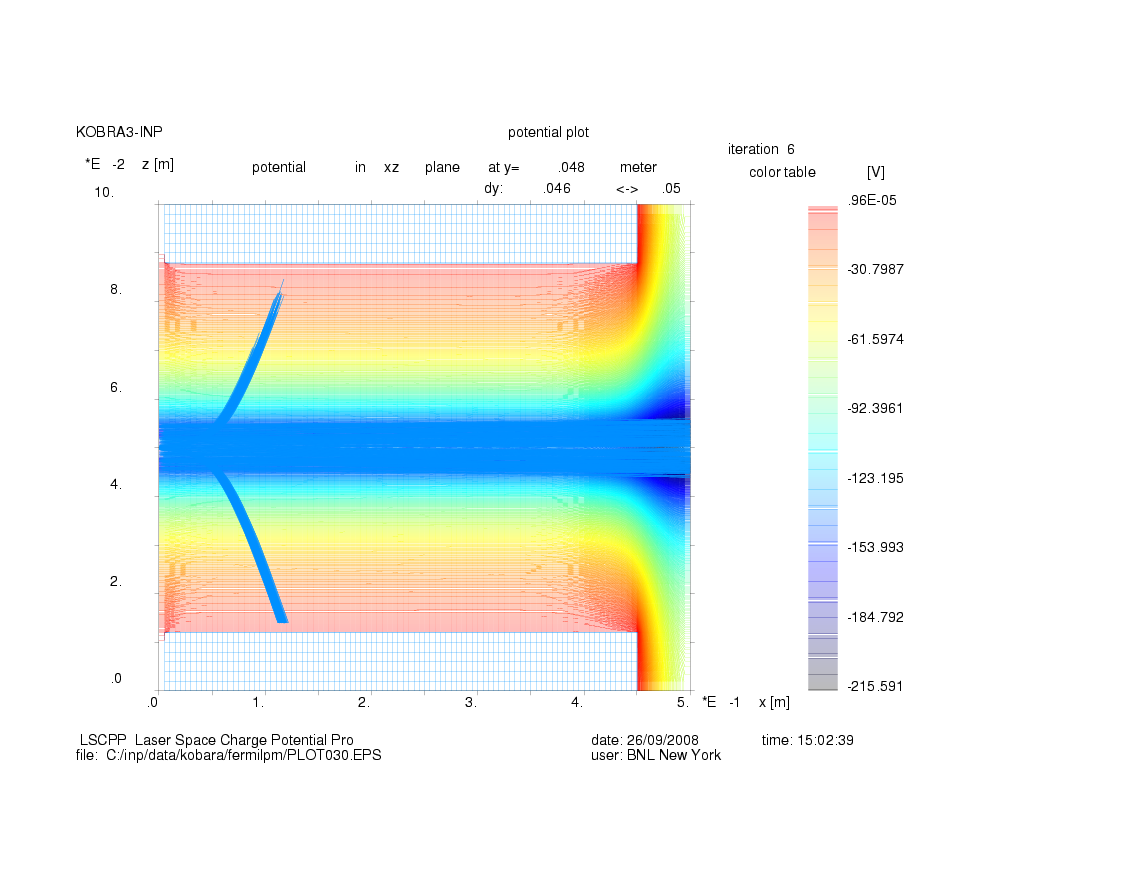 KOBRA3-INP
potential plot
iteration 6
*E -2 z [m]
potential in xz plane at y= .048 meter
color table [V]
10.
dy: .046 <-> .05
.96E-05
-30.7987
8.
-61.5974
6.
-92.3961
4.
-123.195
-153.993
2.
-184.792
.0
-215.591
.0 1. 2. 3. 4. 5. *E -1 x [m]
LSCPP Laser Space Charge Potential Pro
date: 26/09/2008 time: 15:02:39
file: C:/inp/data/kobara/fermilpm/PLOT030.EPS
user: BNL New York